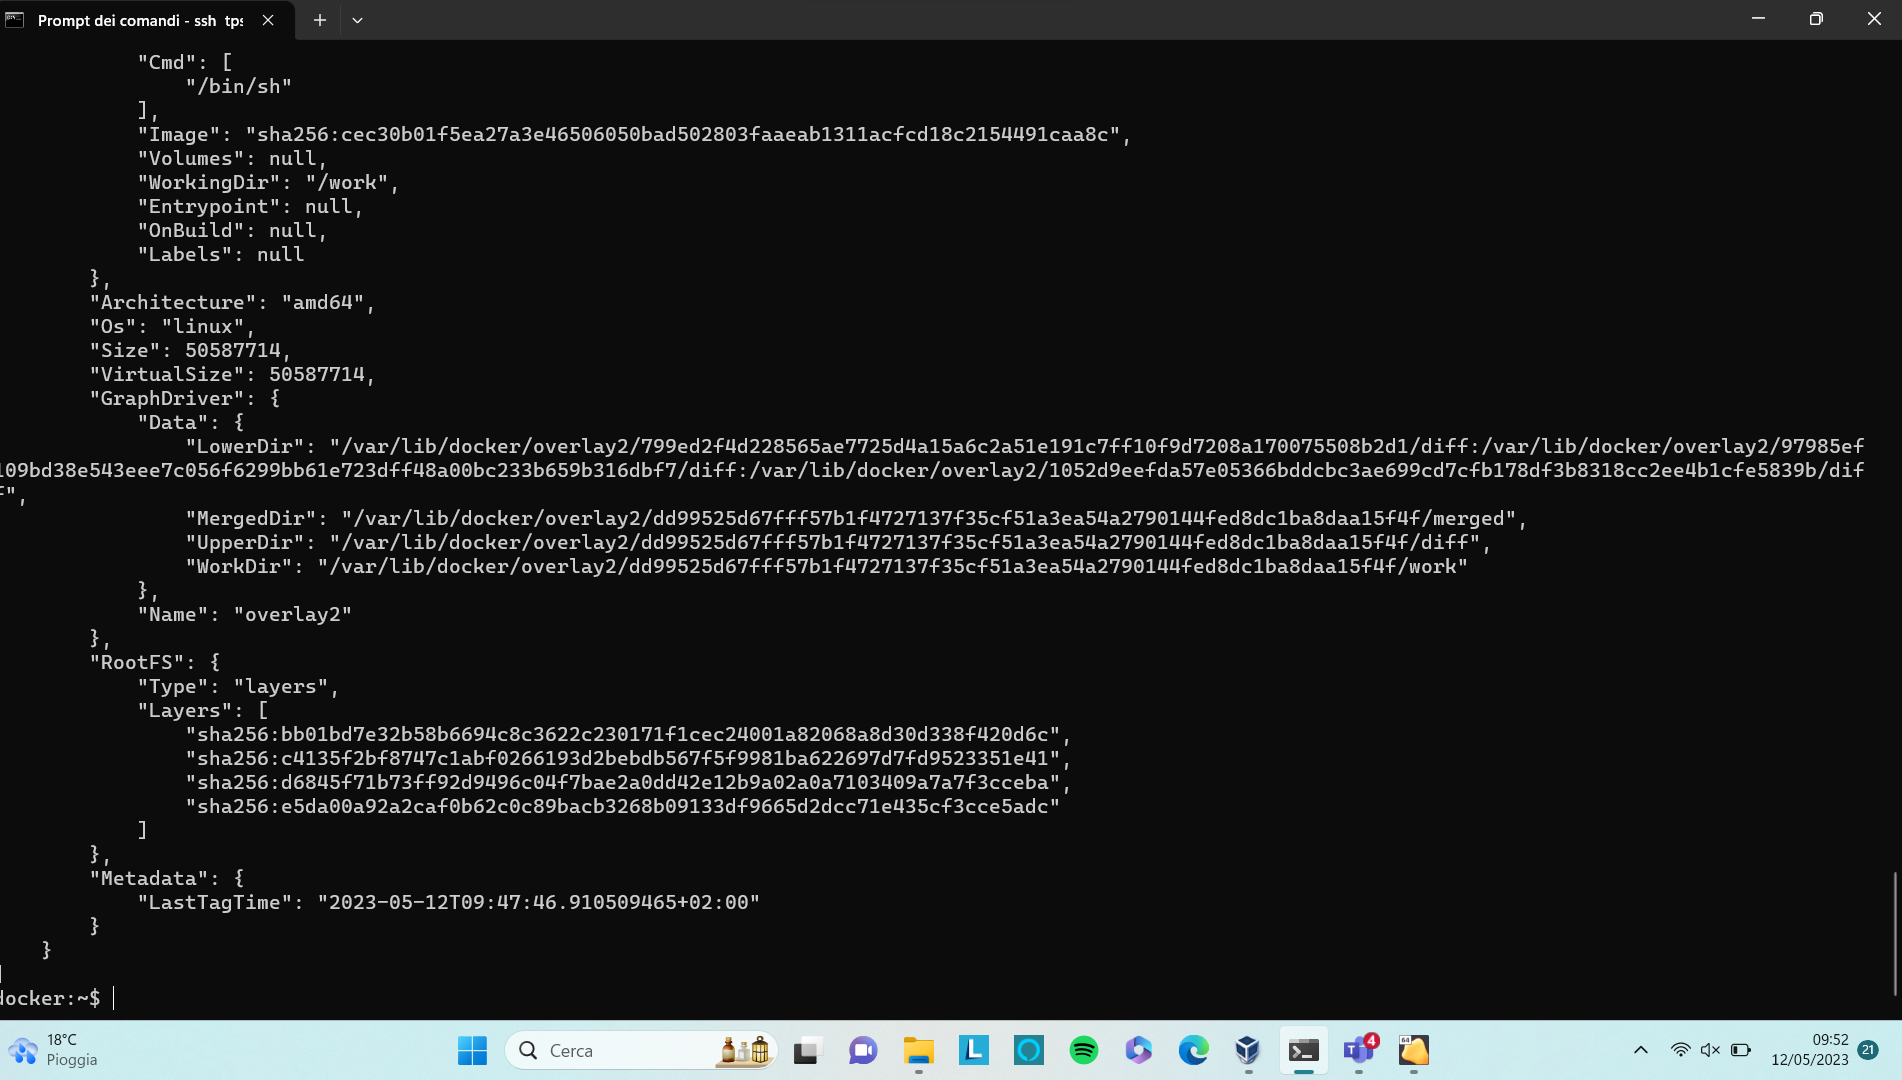 Prompt dei comandi - ssh tps
"Cmd": [
"/bin/sh"
],
"Image": "sha256:cec30b01f5ea27a3e46506050bad502803faaeab1311acfcd18c2154491caa8c",
"Volumes": null,
"WorkingDir": "/work",
"Entrypoint": null,
"OnBuild": null,
"Labels": null
},
"Architecture": "amd64",
"Os": "linux",
"Size": 50587714,
"VirtualSize": 50587714,
"GraphDriver": {
"Data": {
"LowerDir": "/var/lib/docker/overlay2/799ed2f4d228565ae7725d4a15a6c2a51e191c7ff10f9d7208a170075508b2d1/diff:/var/lib/docker/overlay2/97985ef
109bd38e543eee7c056f6299bb61e723dff48a00bc233b659b316dbf7/diff:/var/lib/docker/overlay2/1052d9eefda57e05366bddcbc3ae699cd7cfb178df3b8318cc2ee4b1cfe5839b/dif
f",
"MergedDir": "/var/lib/docker/overlay2/dd99525d67fff57b1f4727137f35cf51a3ea54a2790144fed8dc1ba8daa15f4f/merged",
"UpperDir": "/var/lib/docker/overlay2/dd99525d67fff57b1f4727137f35cf51a3ea54a2790144fed8dc1ba8daa15f4f/diff",
"WorkDir": "/var/lib/docker/overlay2/dd99525d67fff57b1f4727137f35cf51a3ea54a2790144fed8dc1ba8daa15f4f/work"
},
"Name": "overlay2"
},
"RootFS": {
"Type": "layers",
"Layers": [
"sha256:bb01bd7e32b58b6694c8c3622c230171f1cec24001a82068a8d30d338f420d6c",
"sha256:c4135f2bf8747c1abf0266193d2bebdb567f5f9981ba622697d7fd9523351e41",
"sha256:d6845f71b73ff92d9496c04f7bae2a0dd42e12b9a02a0a7103409a7a7f3cceba",
"sha256:e5da00a92a2caf0b62c0c89bacb3268b09133df9665d2dcc71e435cf3cce5adc"
]
},
"Metadata": {
"LastTagTime": "2023-05-12T09:47:46.910509465+02:00"
}
}
]
docker:~$
18°C
Pioggia
Cerca
L
4
64
09:52
12/05/2023
21